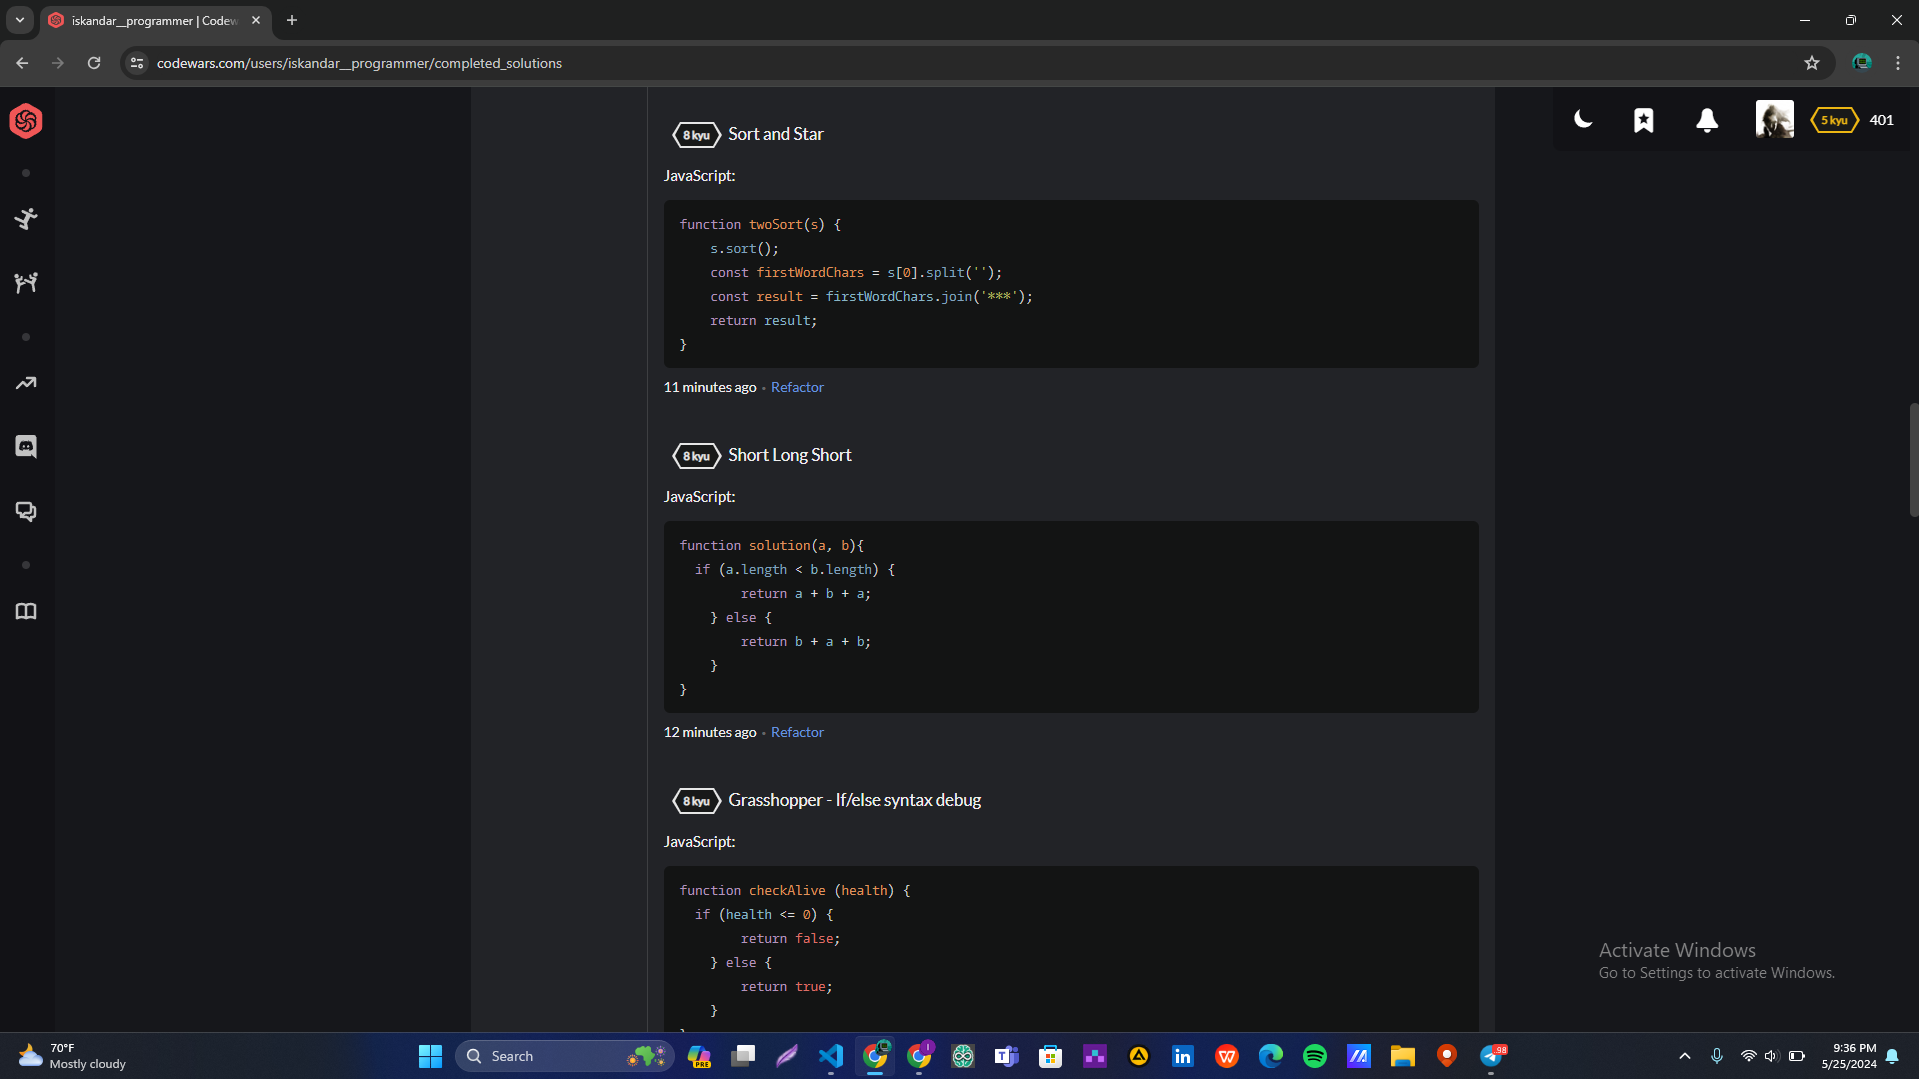 iskandar__programmer | Codew
codewars.com/users/iskandar__programmer/completed_solutions
5 kyu 401
8 kyu Sort and Star
JavaScript:
function twoSort(s) {
s.sort();
const firstWordChars = s[0].split('');
const result = firstWordChars.join('***');
return result;
}
11 minutes ago • Refactor
8 kyu Short Long Short
JavaScript:
function solution(a, b){
if (a.length < b.length) {
return a + b + a;
} else {
return b + a + b;
}
}
12 minutes ago • Refactor
8 kyu Grasshopper - If/else syntax debug
JavaScript:
function checkAlive (health) {
if (health <= 0) {
return false;
} else {
return true;
}
Activate Windows
Go to Settings to activate Windows.
70°F
Mostly cloudy
Search
PRE
98
9:36 PM
5/25/2024